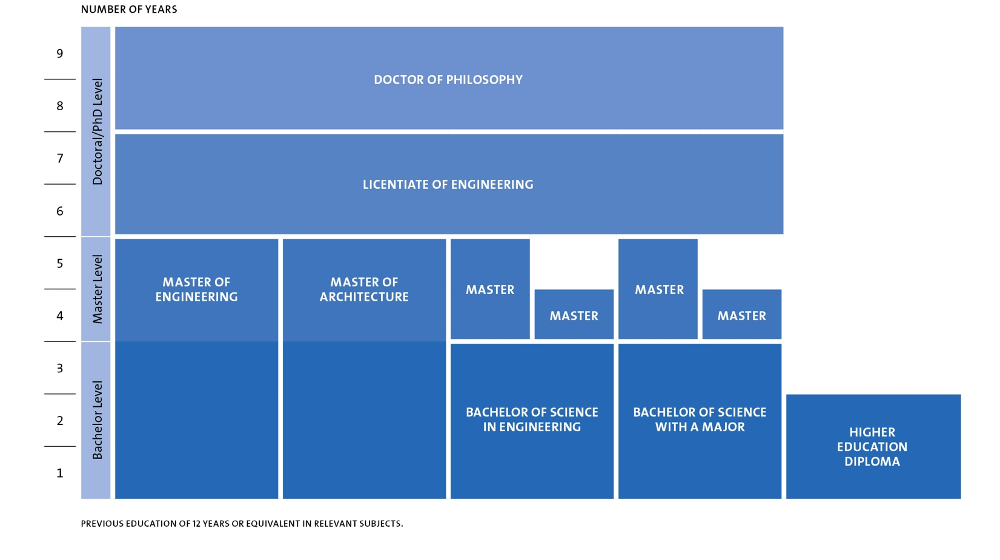 NUMBER OF YEARS
9
8
7
6
5
4
3
2
1
Doctoral/PhD Level
Master Level
Bachelor Level
DOCTOR OF PHILOSOPHY
LICENTIATE OF ENGINEERING
MASTER OF
ENGINEERING
MASTER OF
ARCHITECTURE
MASTER
MASTER
MASTER
MASTER
BACHELOR OF SCIENCE
IN ENGINEERING
BACHELOR OF SCIENCE
WITH A MAJOR
HIGHER
EDUCATION
DIPLOMA
PREVIOUS EDUCATION OF 12 YEARS OR EQUIVALENT IN RELEVANT SUBJECTS.